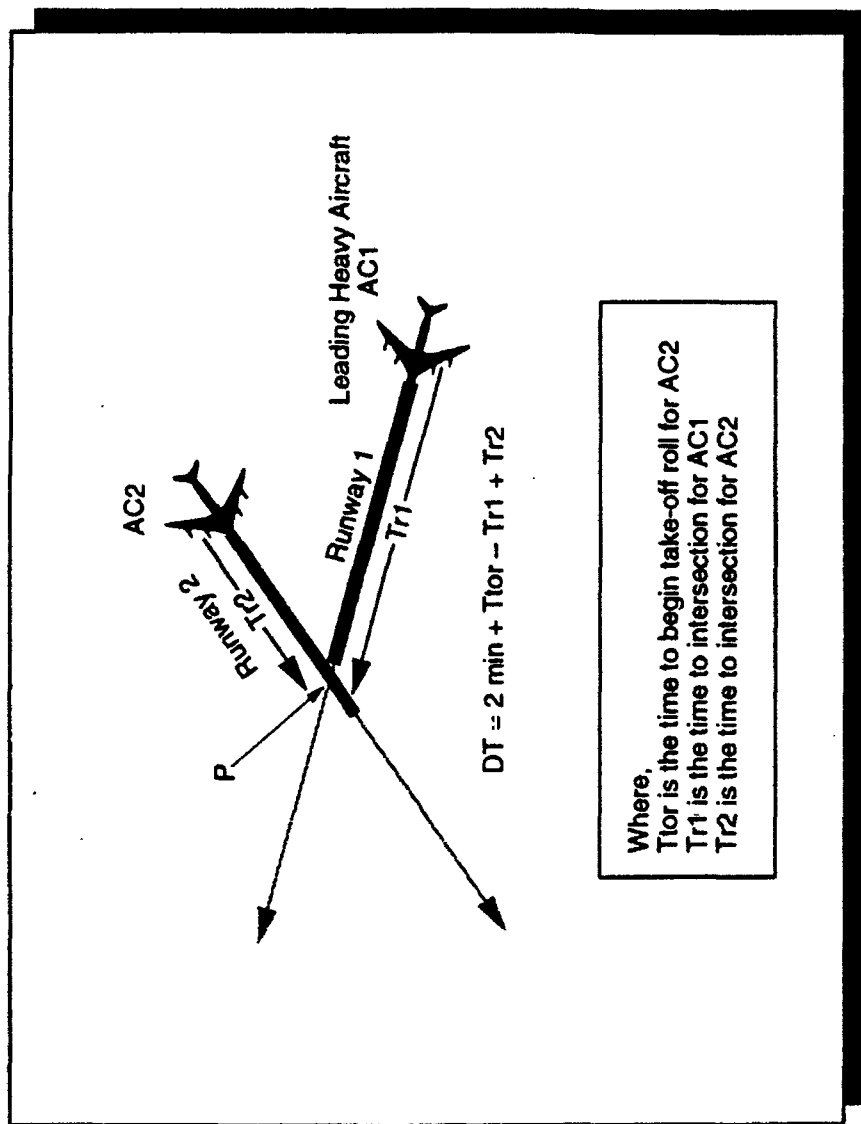 AC2
Leading Heavy Aircraft
AC1
Runway 2
Tr2
Runway 1
Tr1
P
DT = 2 min + Ttor – Tr1 + Tr2
Where,
Ttor is the time to begin take-off roll for AC2
Tr1 is the time to intersection for AC1
Tr2 is the time to intersection for AC2